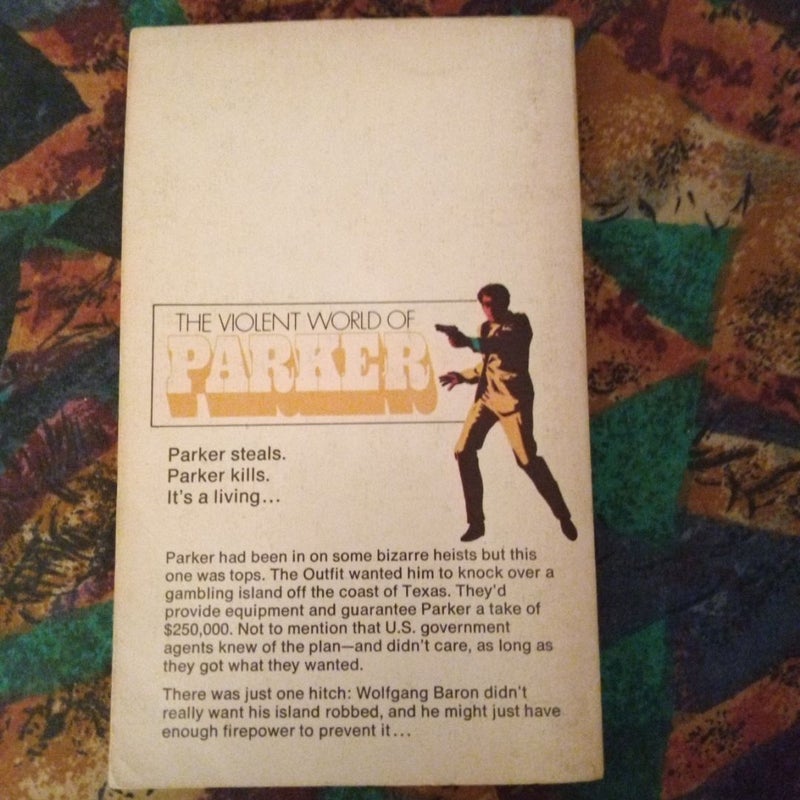 THE VIOLENT WORLD OF
PARKER
Parker steals.
Parker kills.
It's a living...
Parker had been in on some bizarre heists but this
one was tops. The Outfit wanted him to knock over a
gambling island off the coast of Texas. They'd
provide equipment and guarantee Parker a take of
$250,000. Not to mention that U.S. government
agents knew of the plan—and didn't care, as long as
they got what they wanted.
There was just one hitch: Wolfgang Baron didn't
really want his island robbed, and he might just have
enough firepower to prevent it...